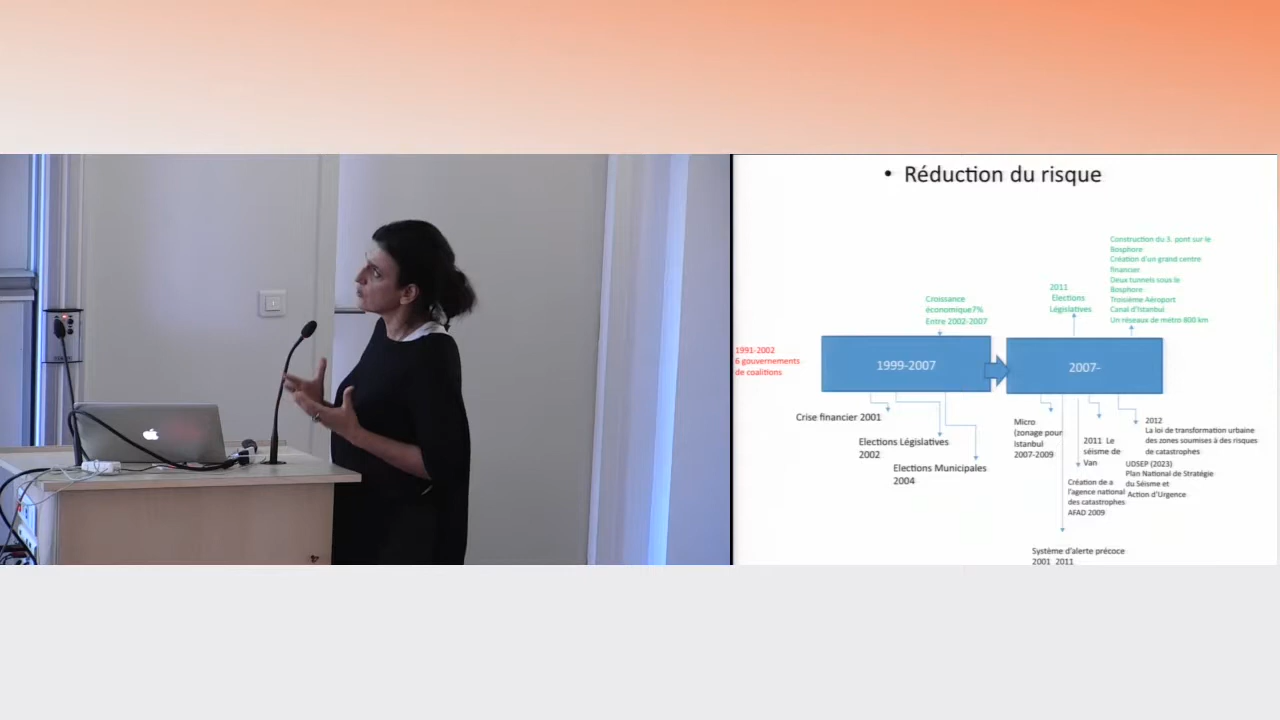 • Réduction du risque
Construction du 3. pont sur le
Bosphore
Création d'un grand centre
financier
Deux tunnels sous le
Bosphore
Troisième Aéroport
Canal d'Istanbul
Un réseaux de métro 800 km
2011
Elections
Législatives
Croissance
économique7%
Entre 2002-2007
1991-2002
6 gouvernements
de coalitions
1999-2007
2007-
Crise financier 2001
Elections Législatives
2002
Elections Municipales
2004
Micro
(zonage pour
Istanbul
2007-2009
2011 Le
séisme de
Van
2012
La loi de transformation urbaine
des zones soumises à des risques
de catastrophes
UDSEP (2023)
Plan National de Stratégie
du Séisme et
Action d'Urgence
Création de a
l'agence national
des catastrophes
AFAD 2009
Système d'alerte précoce
2001 2011